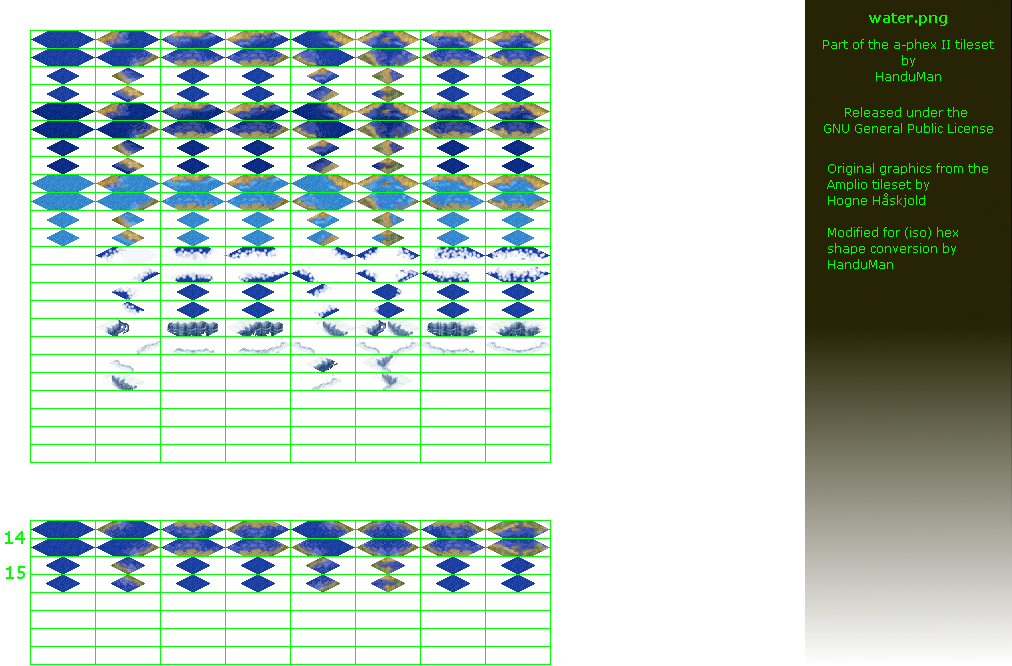 water.png
Part of the a-phex II tileset
by
HanduMan
Released under the
GNU General Public License
Original graphics from the
Amplio tileset by
Hogne Håskjold
Modified for (iso) hex
shape conversion by
HanduMan
14
15